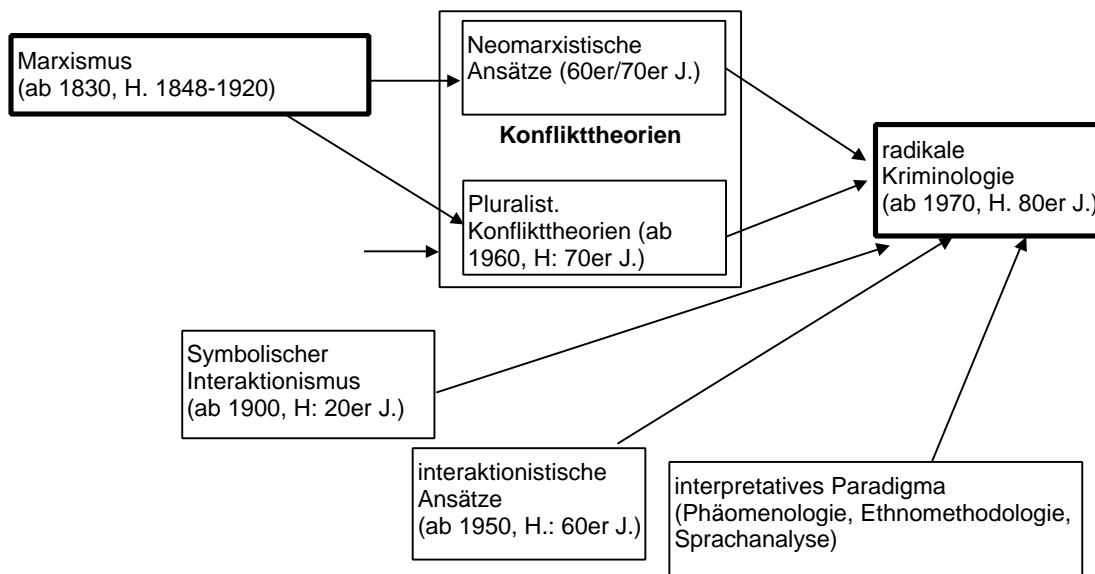 Marxismus
(ab 1830, H. 1848-1920)
Neomarxistische
Ansätze (60er/70er J.)
Konflikttheorien
Pluralist.
Konflikttheorien (ab
1960, H: 70er J.)
radikale
Kriminologie
(ab 1970, H. 80er J.)
Symbolischer
Interaktionismus
(ab 1900, H: 20er J.)
interaktionistische
Ansätze
(ab 1950, H.: 60er J.)
interpretatives Paradigma
(Phäomenologie, Ethnomethodologie,
Sprachanalyse)